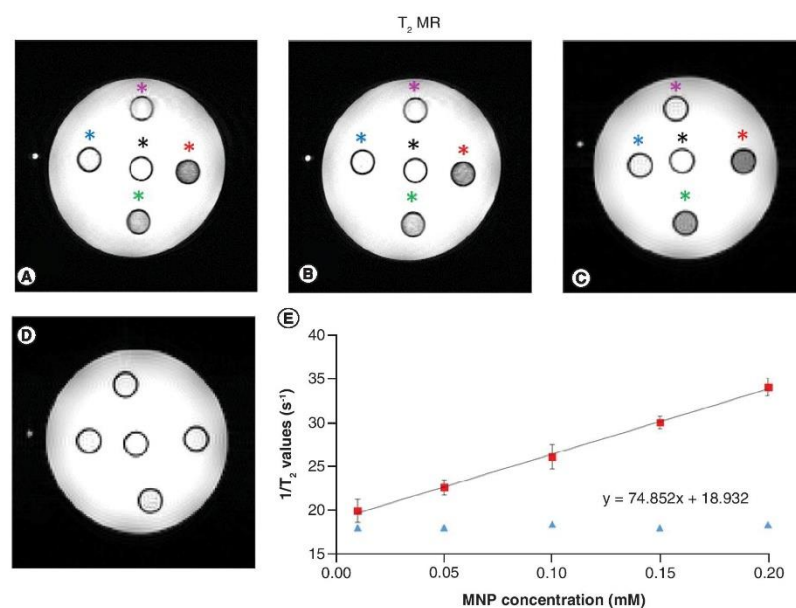 T₂ MR
* * * *
*
* * * *
*
* * * *
*
A
B
C
D
E
40
35
30
25
20
15
1/T₂ values (s⁻¹)
y = 74.852x + 18.932
0.00 0.05 0.10 0.15 0.20
MNP concentration (mM)